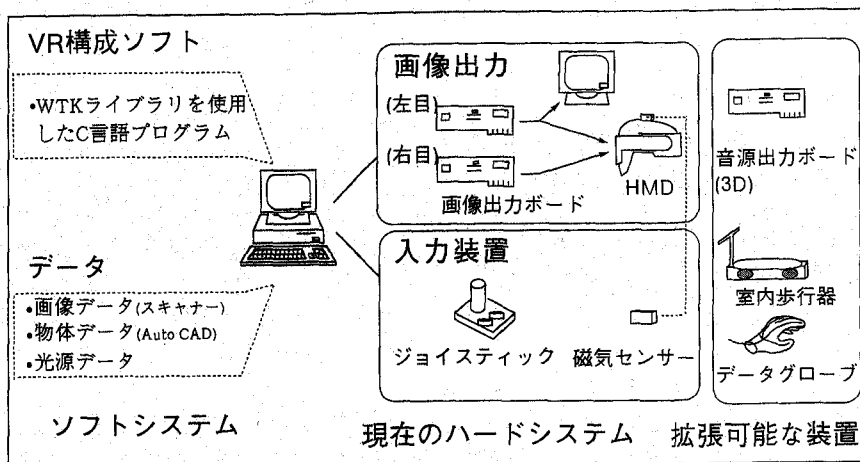 VR構成ソフト
•WTKライブラリを使用
したC言語プログラム
データ
•画像データ(スキャナー)
•物体データ(Auto CAD)
•光源データ
ソフトシステム
画像出力
(左目)
(右目)
画像出力ボード
HMD
入力装置
ジョイスティック
磁気センサー
現在のハードシステム
音源出力ボード
(3D)
室内歩行器
データグローブ
拡張可能な装置